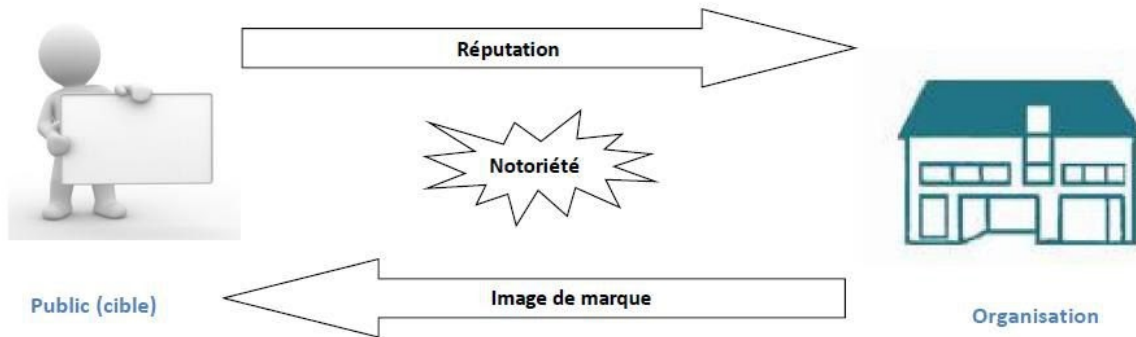 Réputation
Notoriété
Image de marque
Public (cible)
Organisation